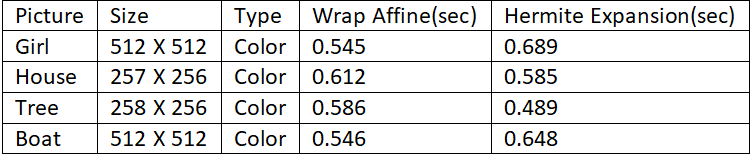 Picture Size Type Wrap Affine(sec) Hermite Expansion(sec)
Girl 512 X 512 Color 0.545 0.689
House 257 X 256 Color 0.612 0.585
Tree 258 X 256 Color 0.586 0.489
Boat 512 X 512 Color 0.546 0.648